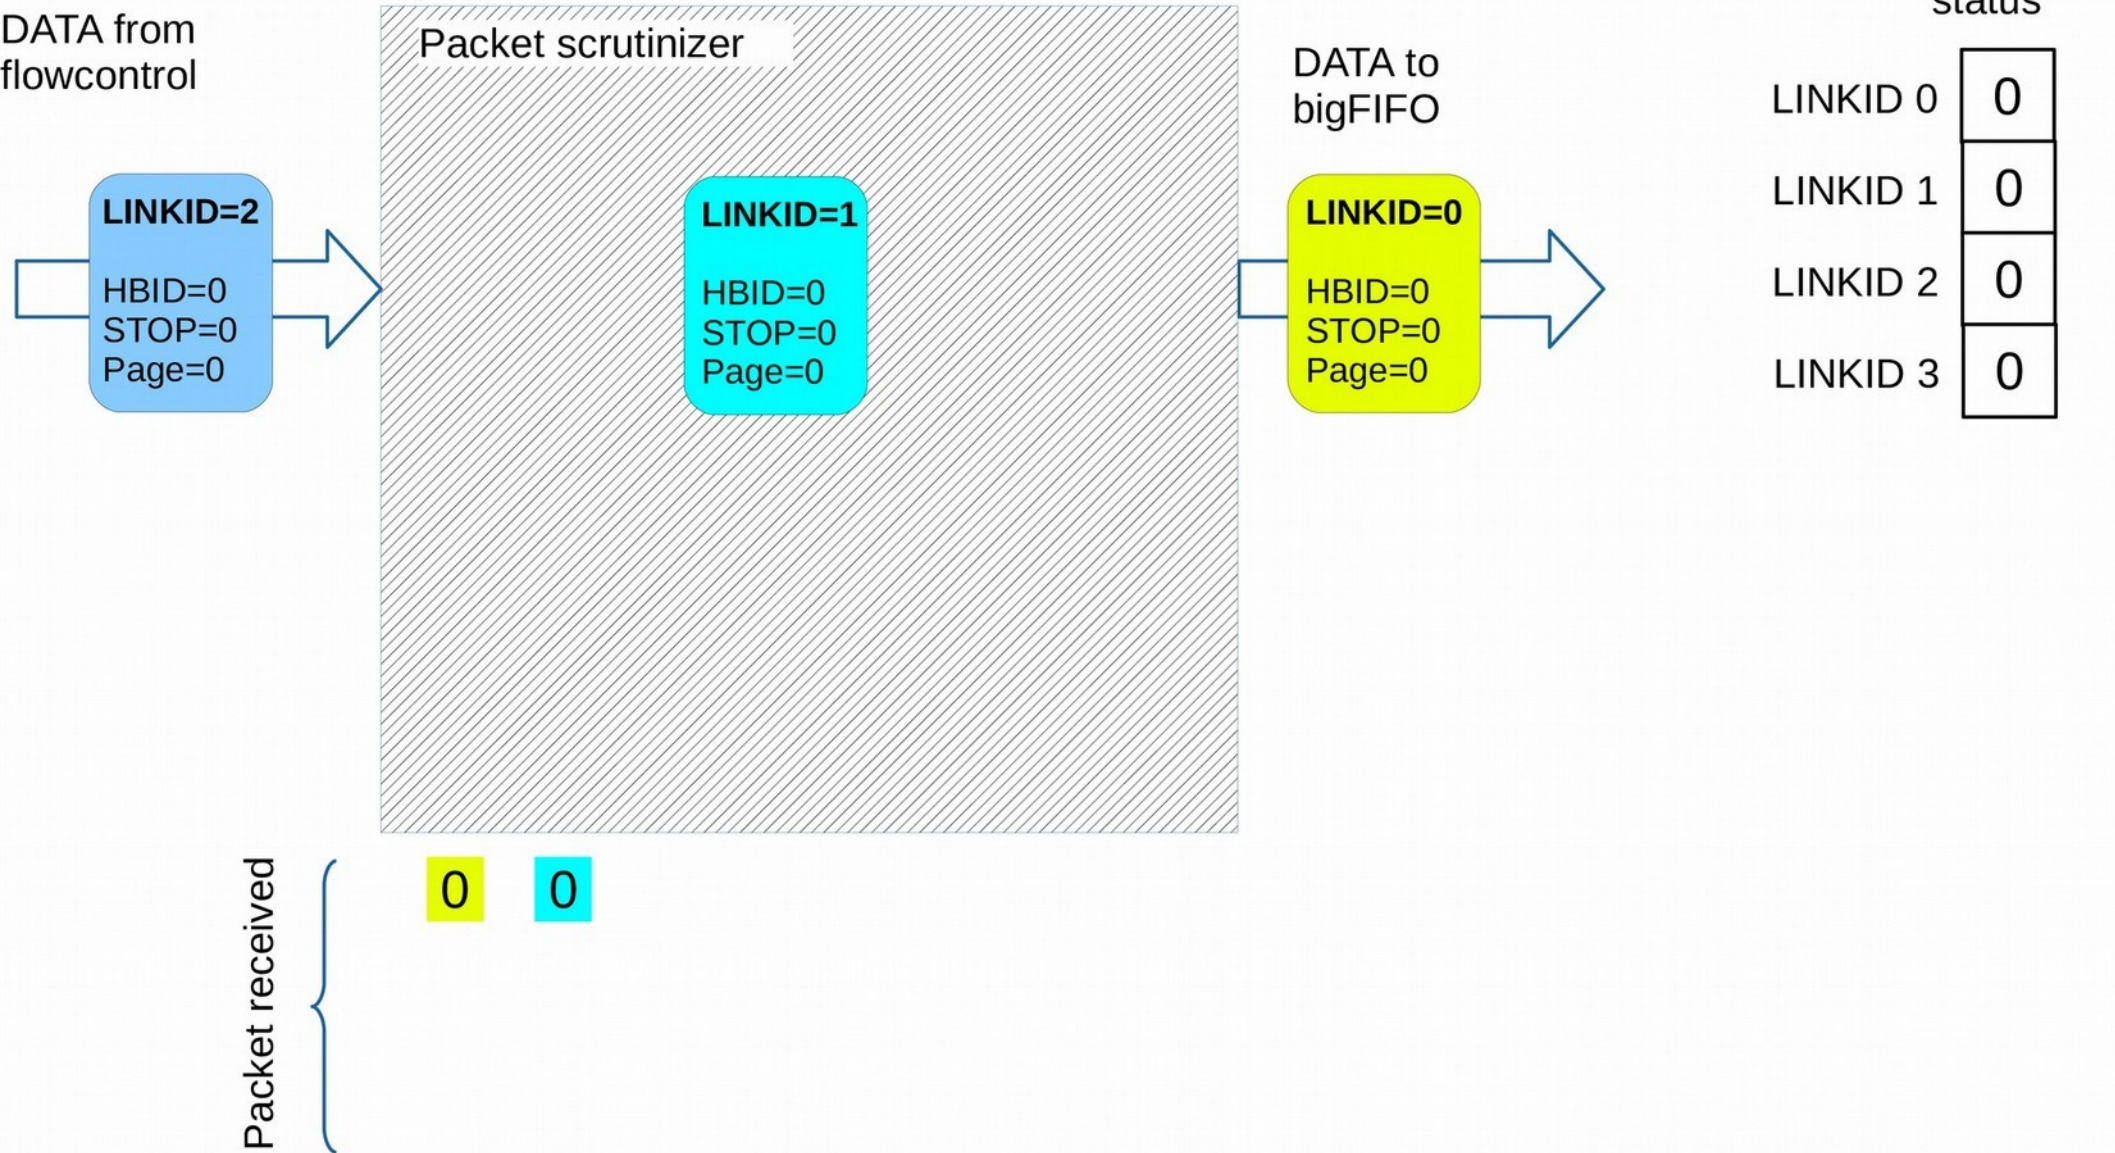 DATA from
flowcontrol
Packet scrutinizer
DATA to
bigFIFO
status
LINKID=2
HBID=0
STOP=0
Page=0
LINKID=1
HBID=0
STOP=0
Page=0
LINKID=0
HBID=0
STOP=0
Page=0
LINKID 0 0
LINKID 1 0
LINKID 2 0
LINKID 3 0
Packet received
0 0